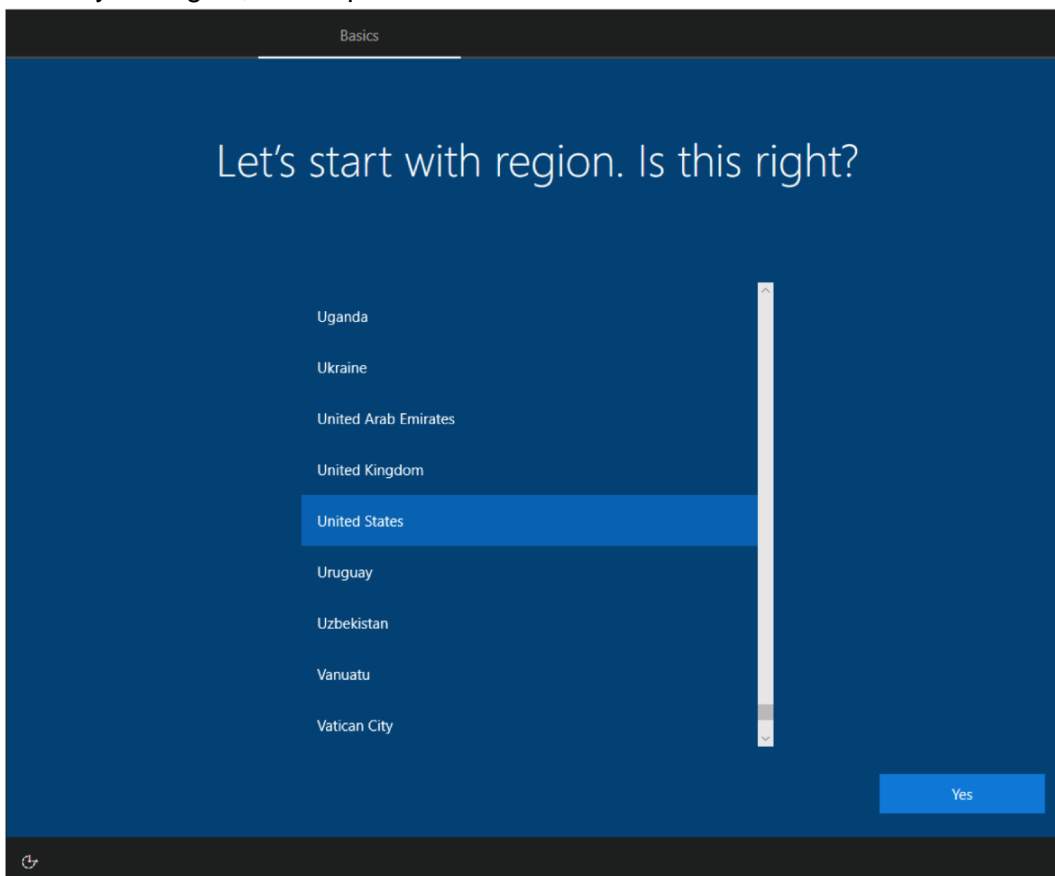 Basics
Let's start with region. Is this right?
Uganda
Ukraine
United Arab Emirates
United Kingdom
United States
Uruguay
Uzbekistan
Vanuatu
Vatican City
Yes